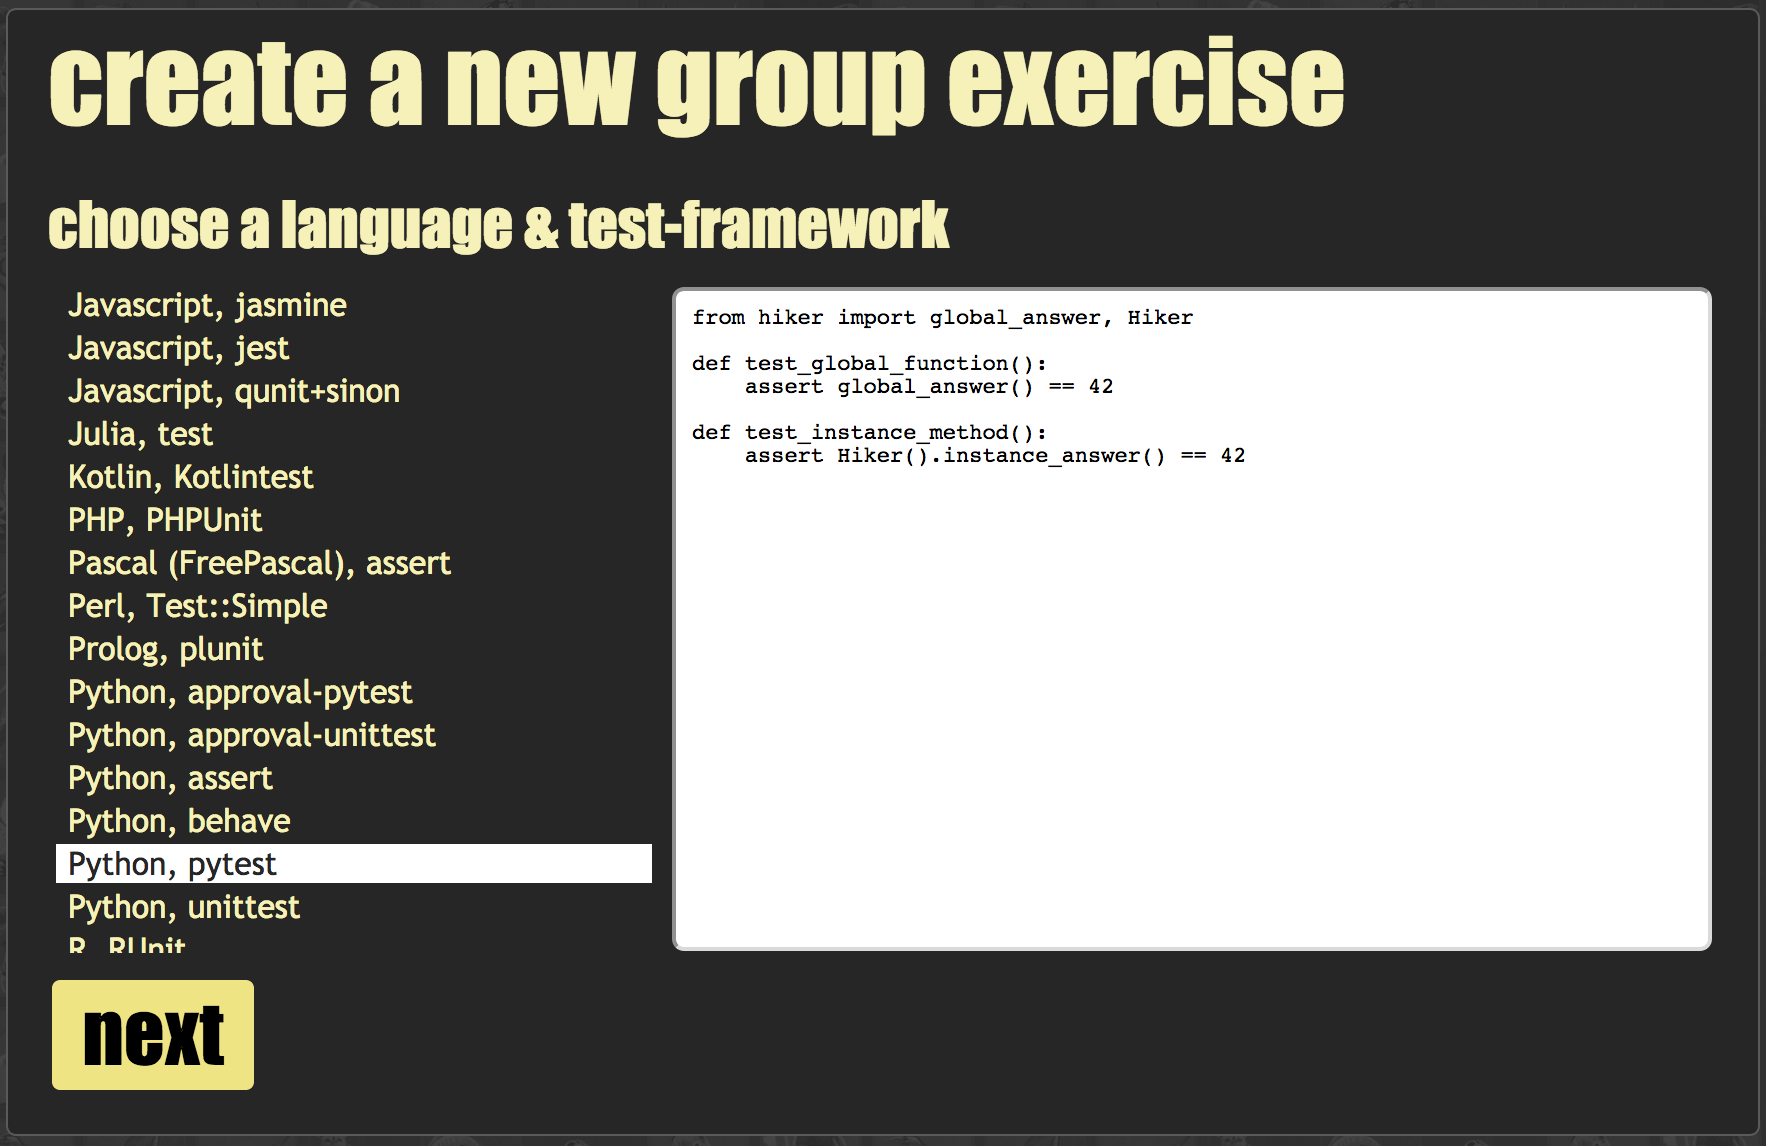 create a new group exercise
choose a language & test-framework
Javascript, jasmine
Javascript, jest
Javascript, qunit+sinon
Julia, test
Kotlin, Kotlintest
PHP, PHPUnit
Pascal (FreePascal), assert
Perl, Test::Simple
Prolog, plunit
Python, approval-pytest
Python, approval-unittest
Python, assert
Python, behave
Python, pytest
Python, unittest
R, RUnit
from hiker import global_answer, Hiker
def test_global_function():
    assert global_answer() == 42
def test_instance_method():
    assert Hiker().instance_answer() == 42
next